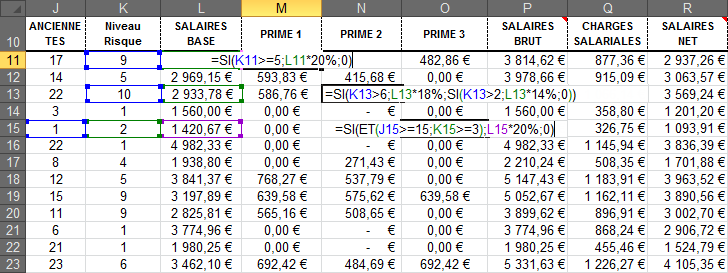 J K L M N O P Q R
10 ANCIENNE TES Niveau Risque SALAIRES BASE PRIME 1 PRIME 2 PRIME 3 SALAIRES BRUT CHARGES SALARIALES SALAIRES NET
11 17 9 =SI(K11>=5;L11*20%;0) 482,86 € 3 814,62 € 877,36 € 2 937,26 €
12 14 5 2 969,15 € 593,83 € 415,68 € 0,00 € 3 978,66 € 915,09 € 3 063,57 €
13 22 10 2 933,78 € 586,76 € =SI(K13>6;L13*18%;SI(K13>2;L13*14%;0)) 3 569,24 €
14 3 1 1 560,00 € 0,00 € - € 0,00 € 1 560,00 € 358,80 € 1 201,20 €
15 1 2 1 420,67 € 0,00 € =SI(ET(J15>=15;K15>=3);L15*20%;0) 326,75 € 1 093,91 €
16 22 1 4 982,33 € 0,00 € - € 0,00 € 4 982,33 € 1 145,94 € 3 836,39 €
17 8 4 1 938,80 € 0,00 € 271,43 € 0,00 € 2 210,24 € 508,35 € 1 701,88 €
18 12 5 3 841,37 € 768,27 € 537,79 € 0,00 € 5 147,43 € 1 183,91 € 3 963,52 €
19 15 9 3 197,89 € 639,58 € 575,62 € 639,58 € 5 052,67 € 1 162,11 € 3 890,56 €
20 11 9 2 825,81 € 565,16 € 508,65 € 0,00 € 3 899,62 € 896,91 € 3 002,70 €
21 6 1 3 774,96 € 0,00 € - € 0,00 € 3 774,96 € 868,24 € 2 906,72 €
22 21 1 1 980,25 € 0,00 € - € 0,00 € 1 980,25 € 455,46 € 1 524,79 €
23 23 6 3 462,10 € 692,42 € 484,69 € 692,42 € 5 331,63 € 1 226,27 € 4 105,35 €